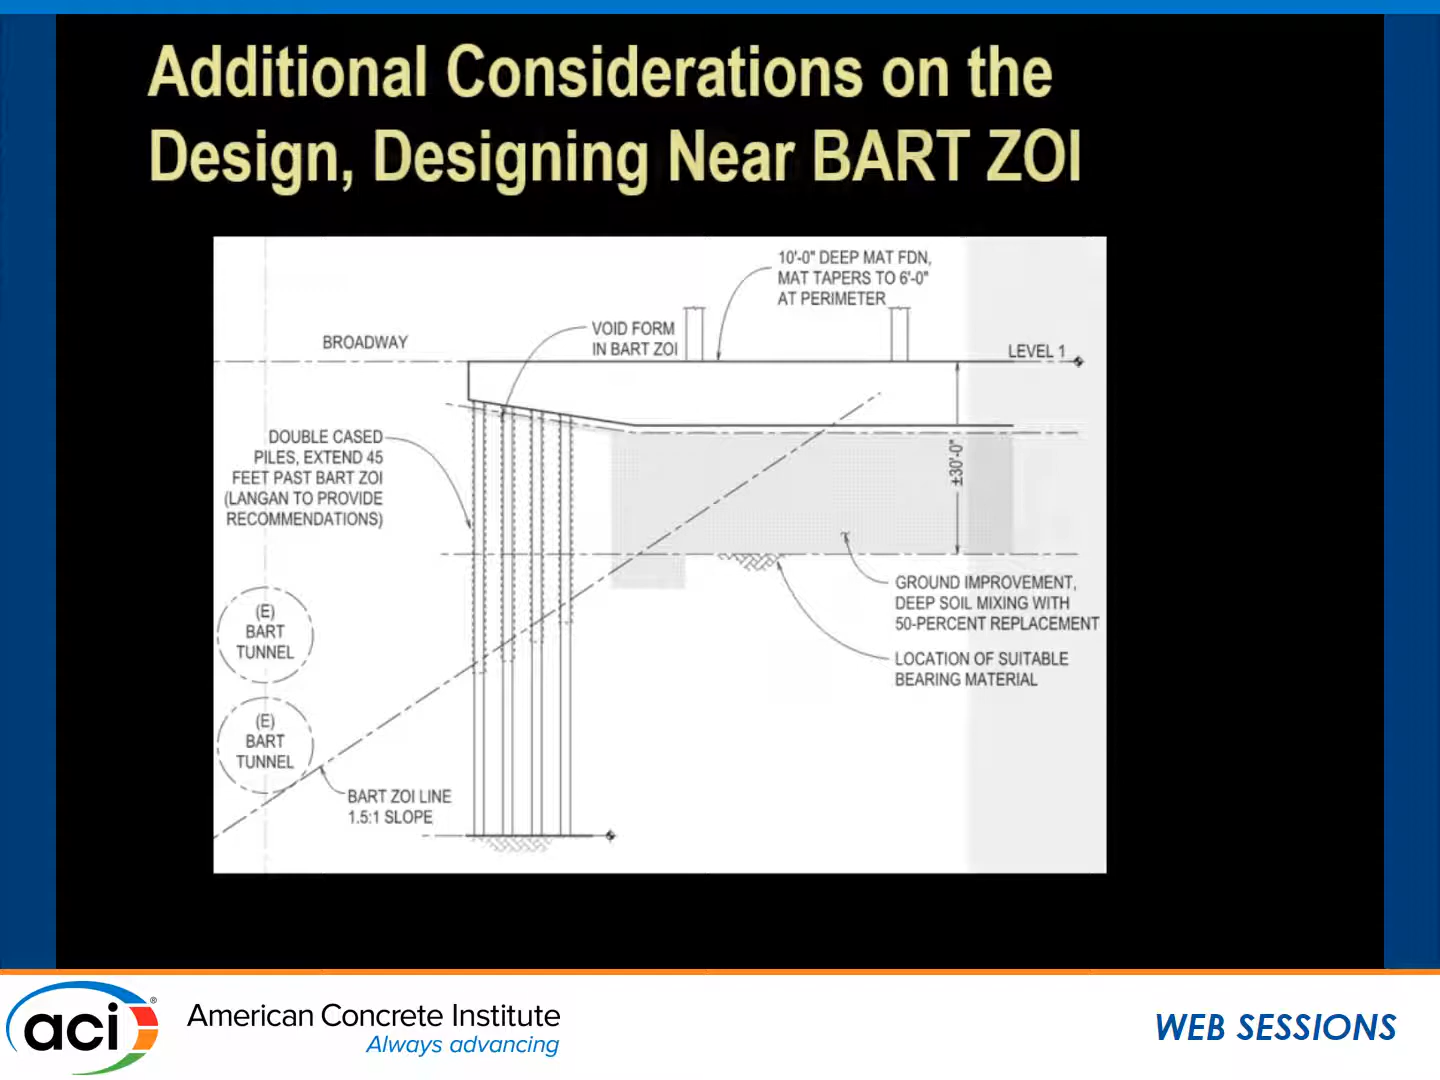 Additional Considerations on the
Design, Designing Near BART ZOI
10'-0" DEEP MAT FDN,
MAT TAPERS TO 6'-0"
AT PERIMETER
VOID FORM
IN BART ZOI
BROADWAY
LEVEL 1
DOUBLE CASED
PILES, EXTEND 45
FEET PAST BART ZOI
(LANGAN TO PROVIDE
RECOMMENDATIONS)
±30'-0"
GROUND IMPROVEMENT,
DEEP SOIL MIXING WITH
50-PERCENT REPLACEMENT
LOCATION OF SUITABLE
BEARING MATERIAL
(E)
BART
TUNNEL
(E)
BART
TUNNEL
BART ZOI LINE
1.5:1 SLOPE
aci®
American Concrete Institute
Always advancing
WEB SESSIONS